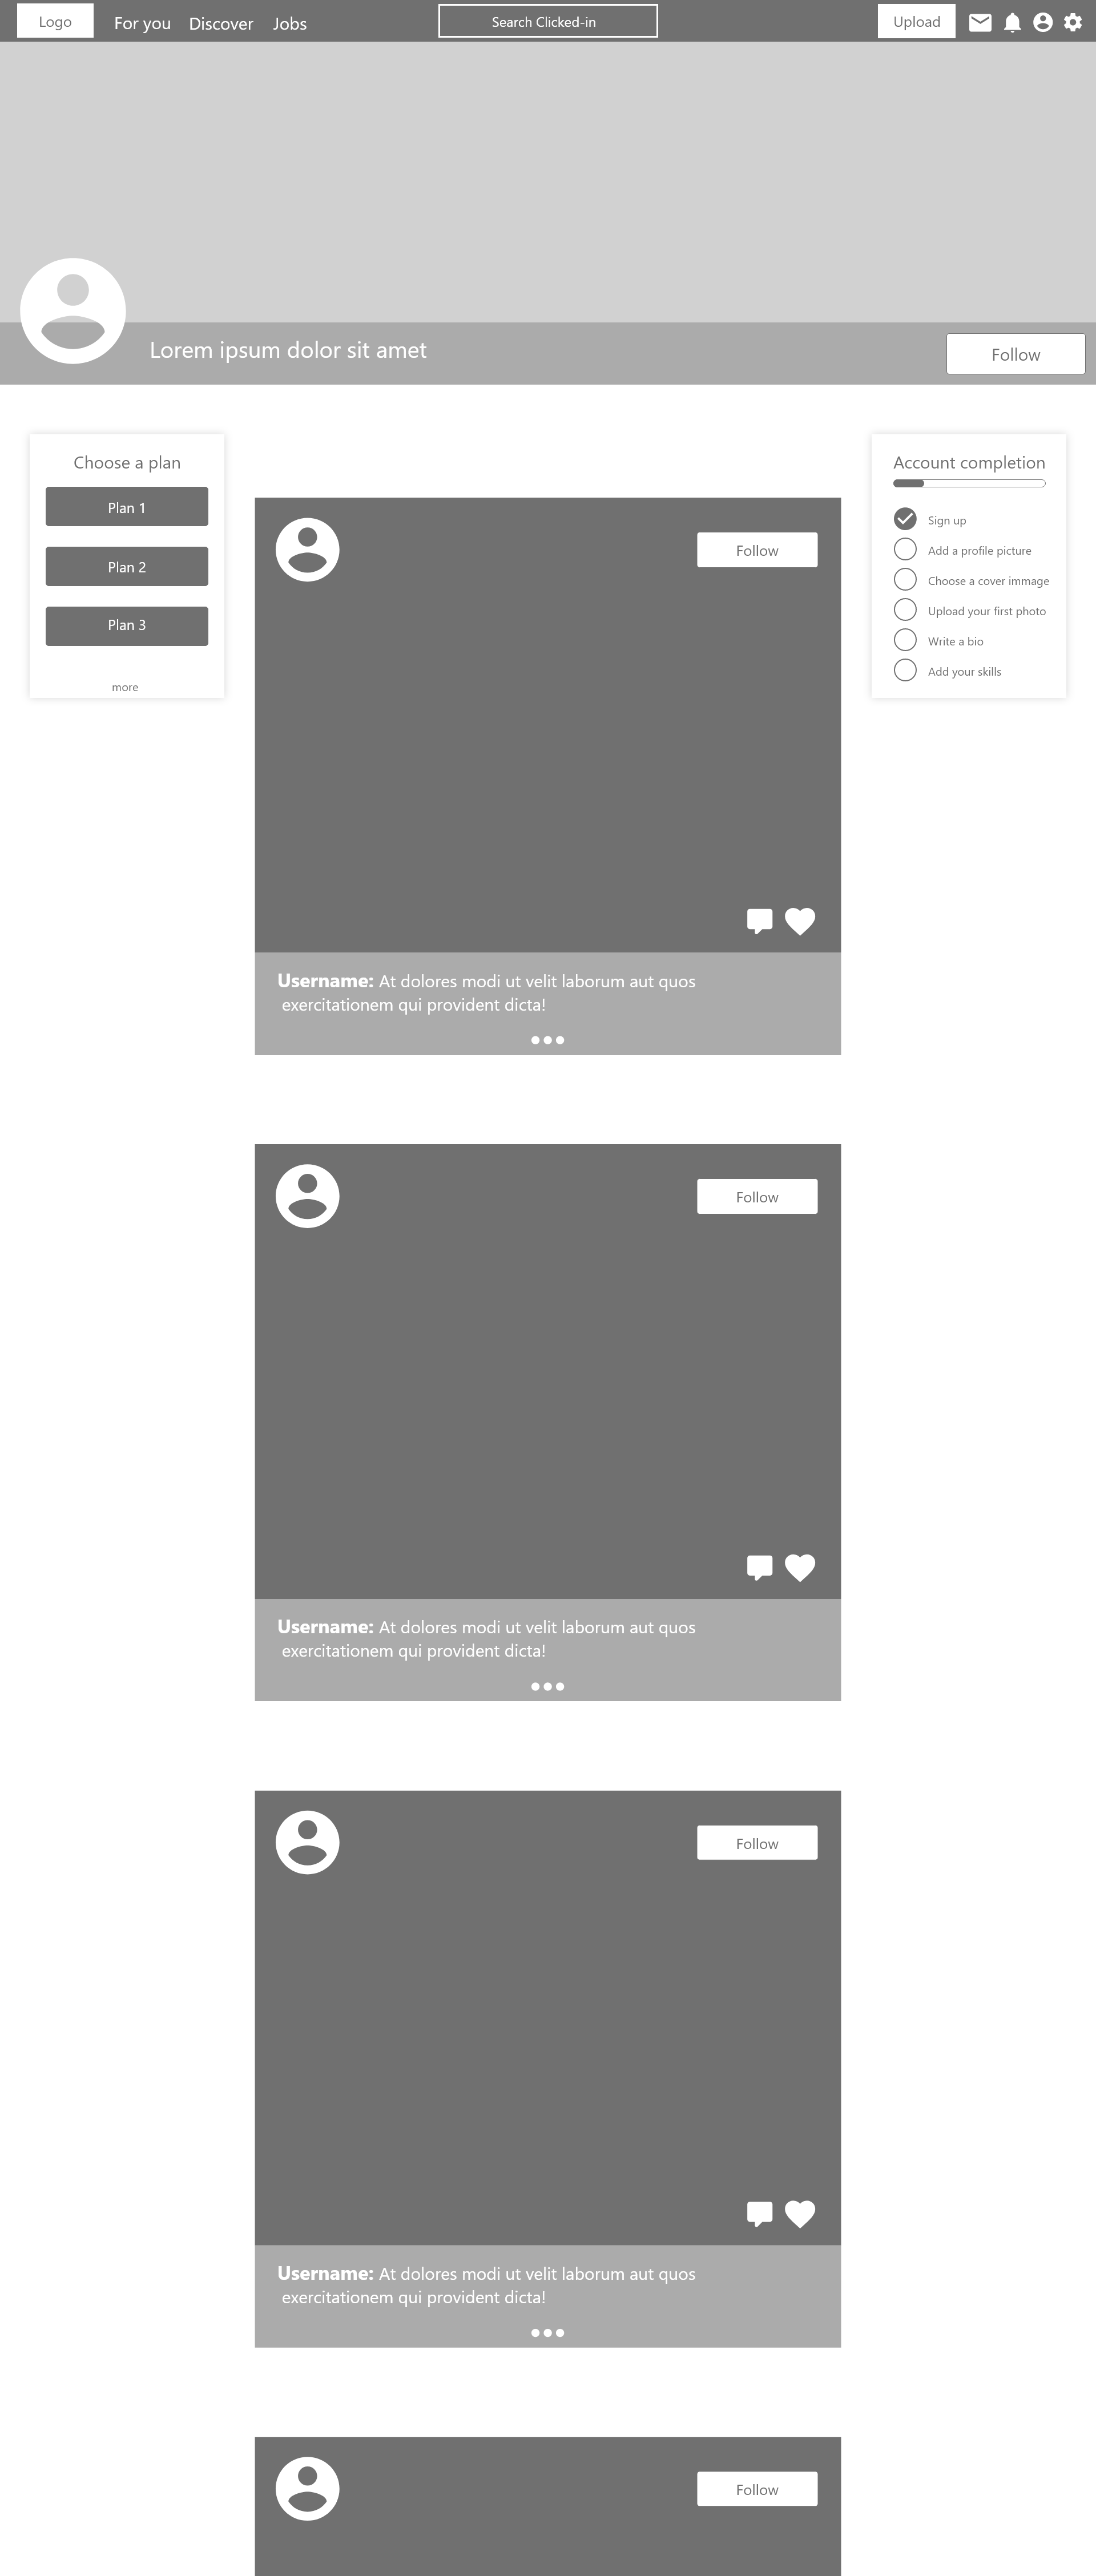 Logo
For you
Discover
Jobs
Search Clicked-in
Upload
Lorem ipsum dolor sit amet
Follow
Choose a plan
Plan 1
Plan 2
Plan 3
more
Account completion
Sign up
Add a profile picture
Choose a cover immage
Upload your first photo
Write a bio
Add your skills
Follow
Username: At dolores modi ut velit laborum aut quos
exercitationem qui provident dicta!
Follow
Username: At dolores modi ut velit laborum aut quos
exercitationem qui provident dicta!
Follow
Username: At dolores modi ut velit laborum aut quos
exercitationem qui provident dicta!
Follow